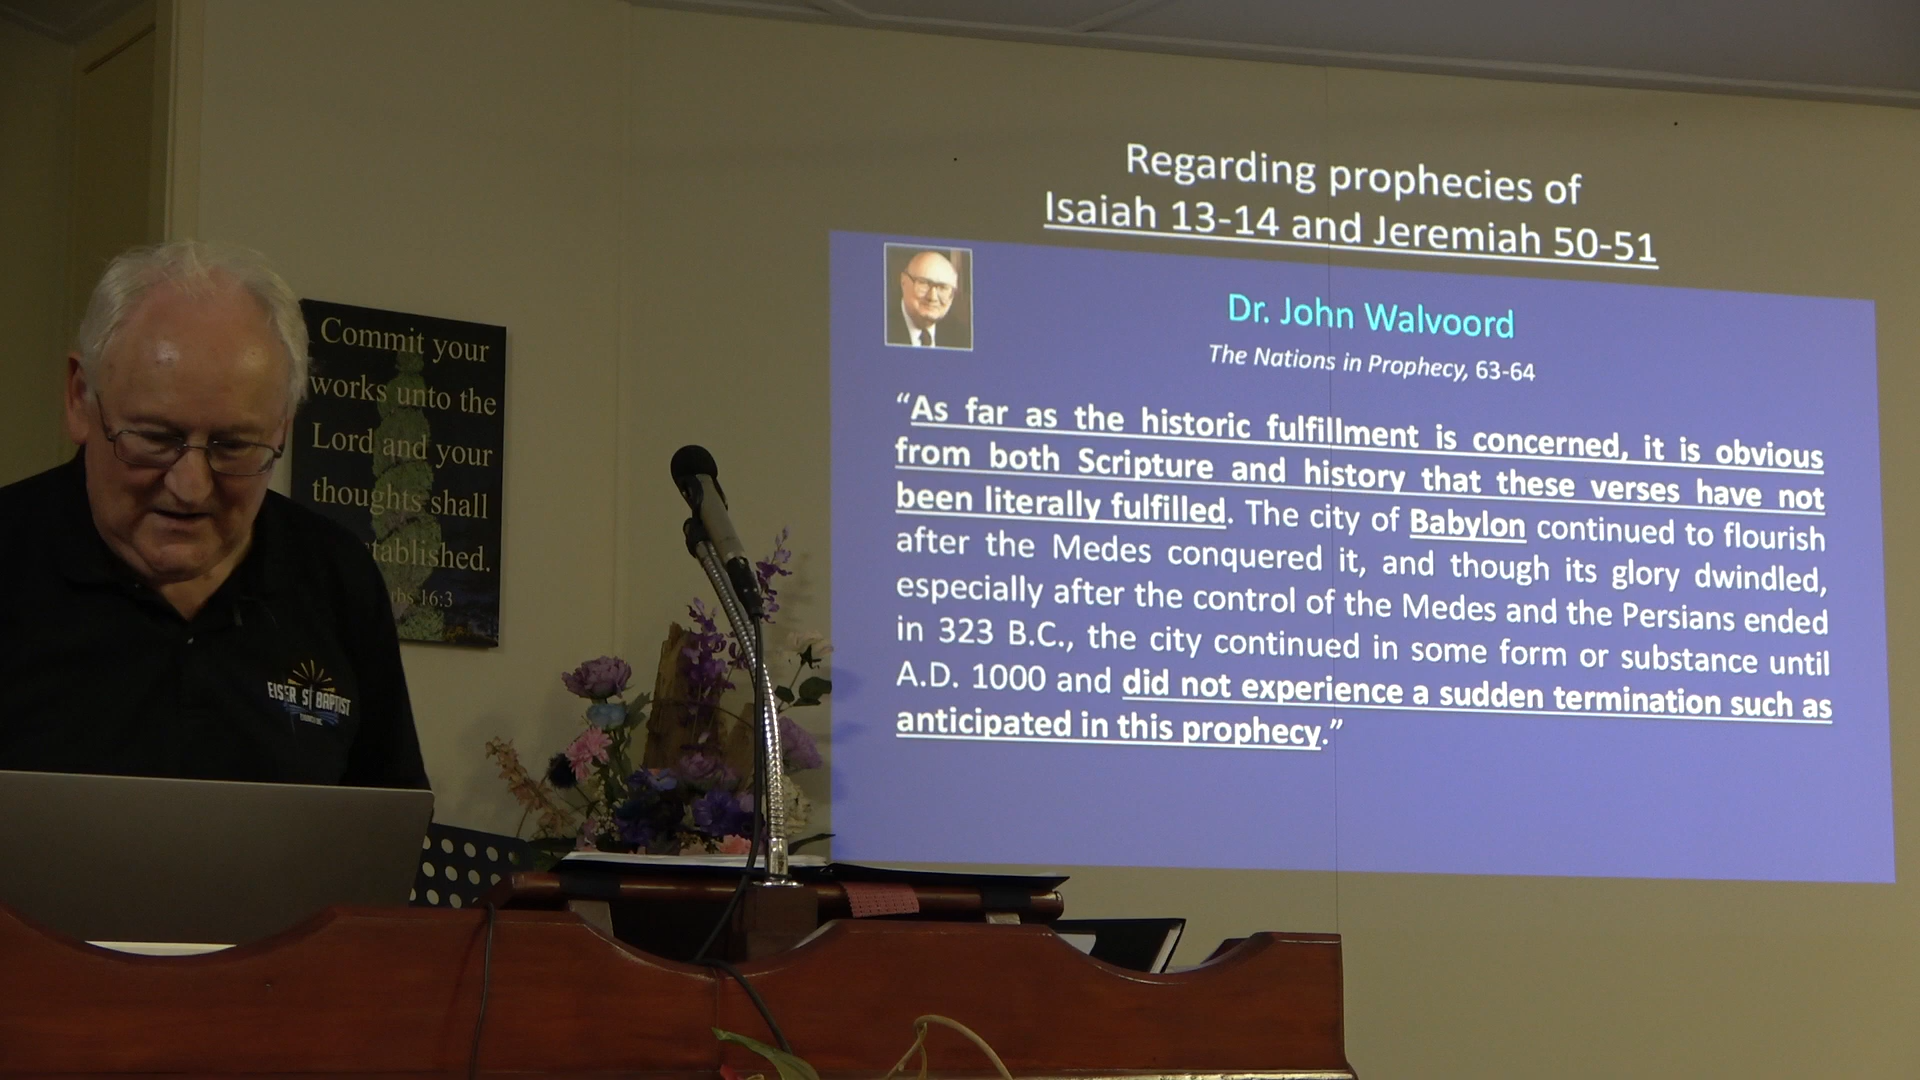 Regarding prophecies of
Isaiah 13-14 and Jeremiah 50-51
Dr. John Walvoord
The Nations in Prophecy, 63-64
“As far as the historic fulfillment is concerned, it is obvious
from both Scripture and history that these verses have not
been literally fulfilled. The city of Babylon continued to flourish
after the Medes conquered it, and though its glory dwindled,
especially after the control of the Medes and the Persians ended
in 323 B.C., the city continued in some form or substance until
A.D. 1000 and did not experience a sudden termination such as
anticipated in this prophecy.”
Commit your
works unto the
Lord and your
thoughts shall
tablished.
rbs 16:3
EISER ST BAPTIST